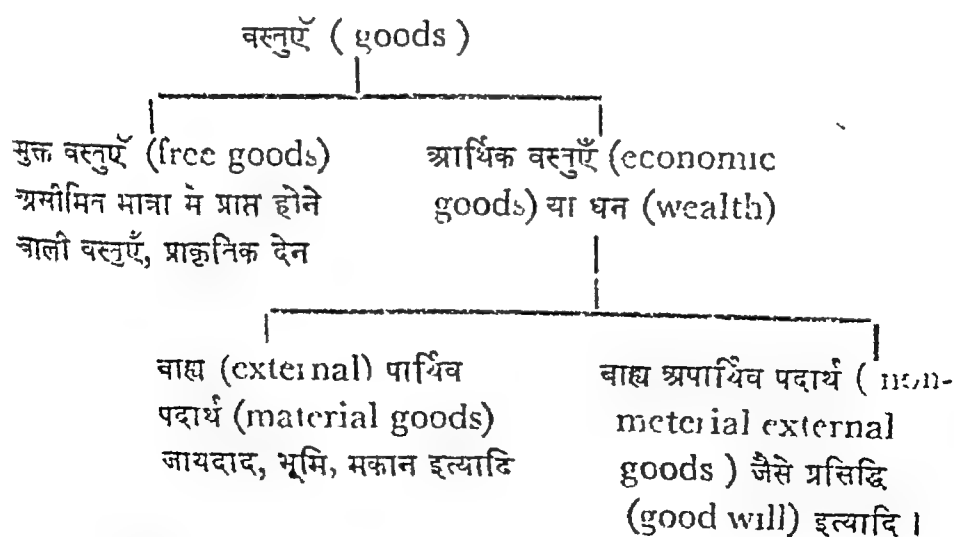 वस्तुएँ ( goods )
मुक्त वस्तुएँ (free goods)
असीमित मात्रा में प्राप्त होने
वाली वस्तुएँ, प्राकृतिक देन
आर्थिक वस्तुएँ (economic
goods) या धन (wealth)
बाह्य (external) पार्थिव
पदार्थ (material goods)
जायदाद, भूमि, मकान इत्यादि
बाह्य अपार्थिव पदार्थ ( non-
meterial external
goods ) जैसे प्रसिद्धि
(good will) इत्यादि ।